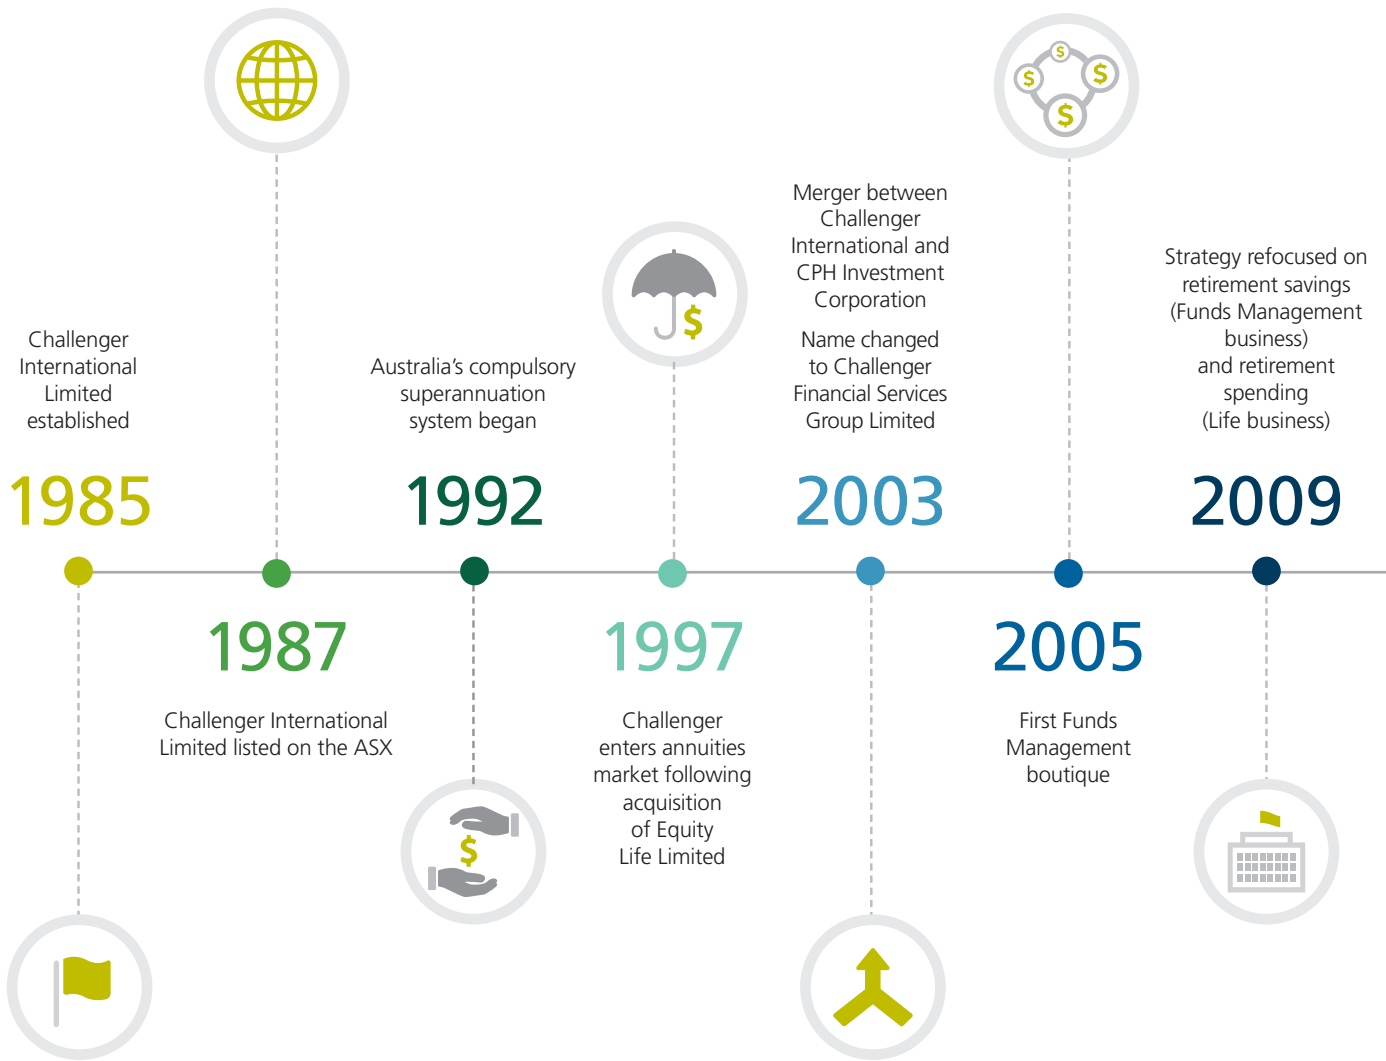 Challenger
International
Limited
established
1985
1987
Challenger International
Limited listed on the ASX
Australia’s compulsory
superannuation
system began
1992
$
$
1997
Challenger
enters annuities
market following
acquisition
of Equity
Life Limited
Merger between
Challenger
International and
CPH Investment
Corporation
Name changed
to Challenger
Financial Services
Group Limited
2003
$
$
$
$
2005
First Funds
Management
boutique
Strategy refocused on
retirement savings
(Funds Management
business)
and retirement
spending
(Life business)
2009